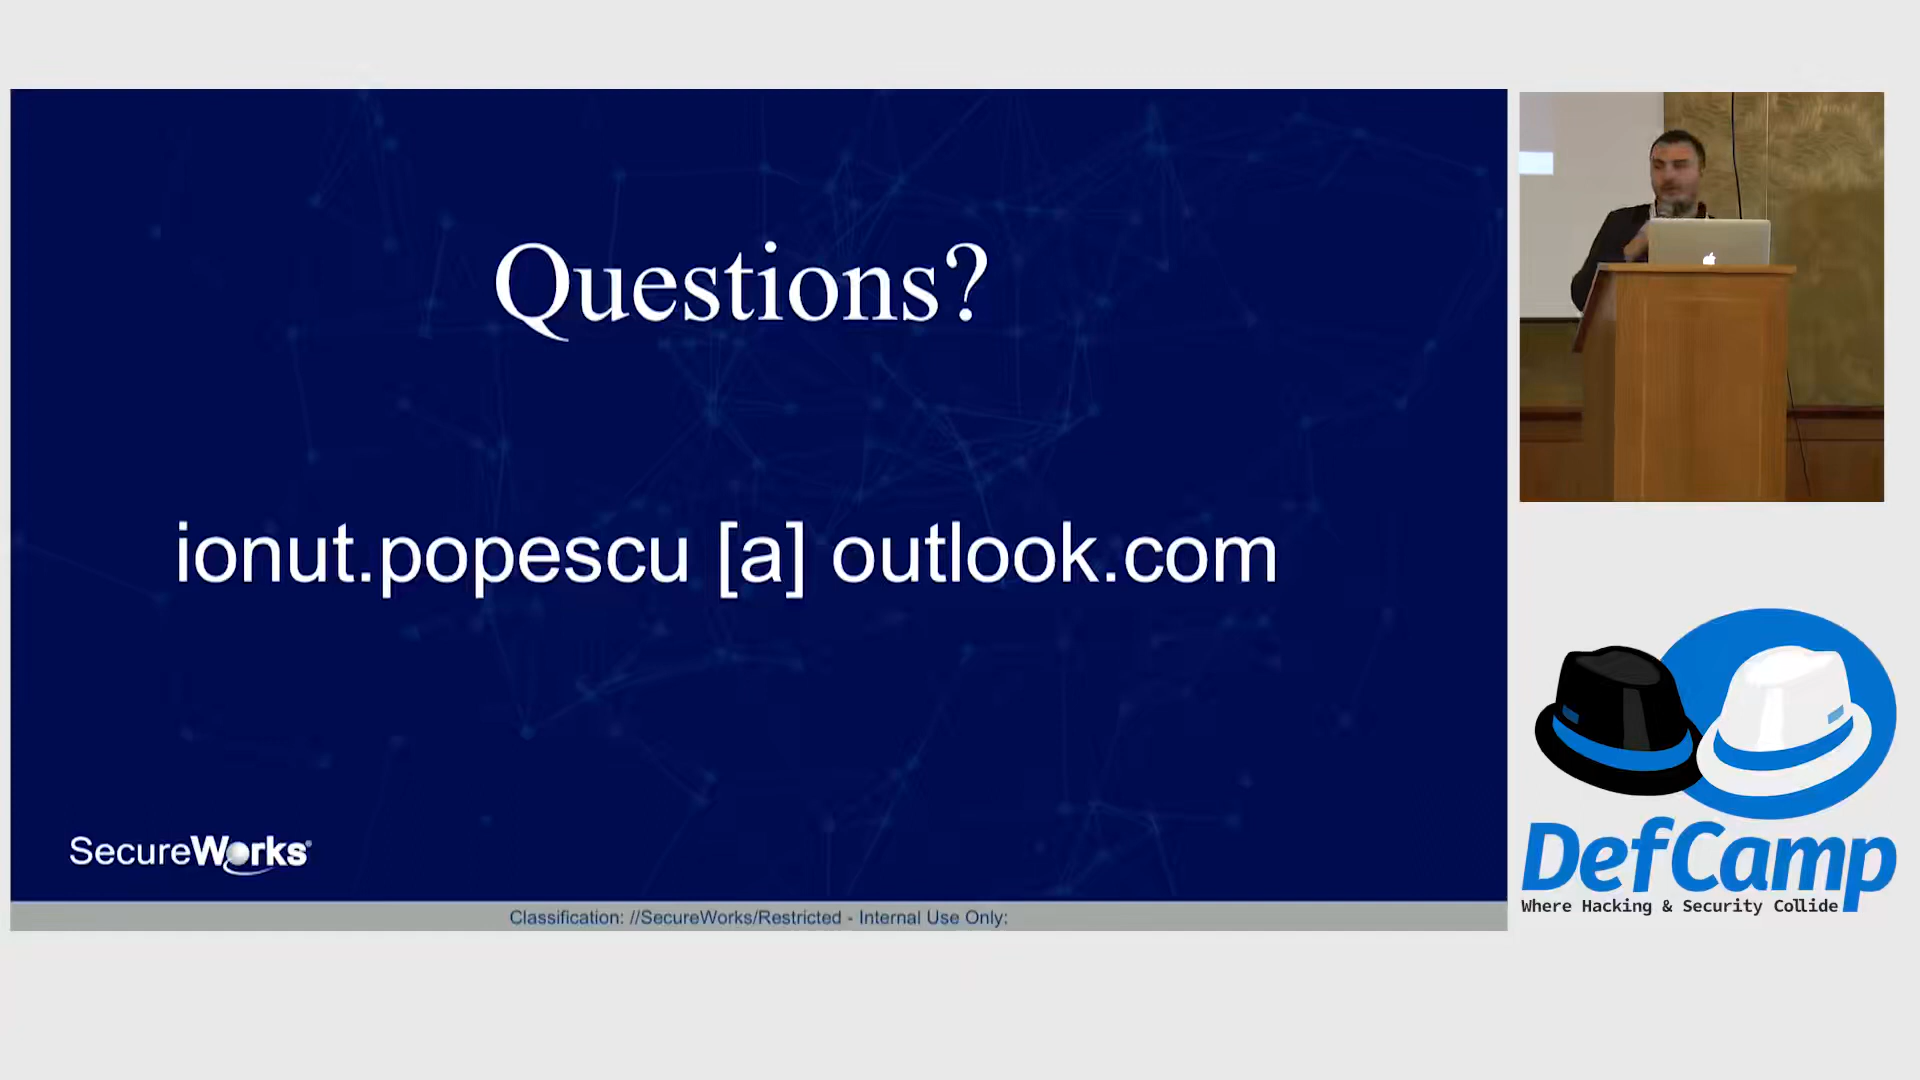 Questions?
ionut.popescu [a] outlook.com
SecureWorks
Classification: //SecureWorks/Restricted - Internal Use Only:
DefCamp
Where Hacking & Security Collide